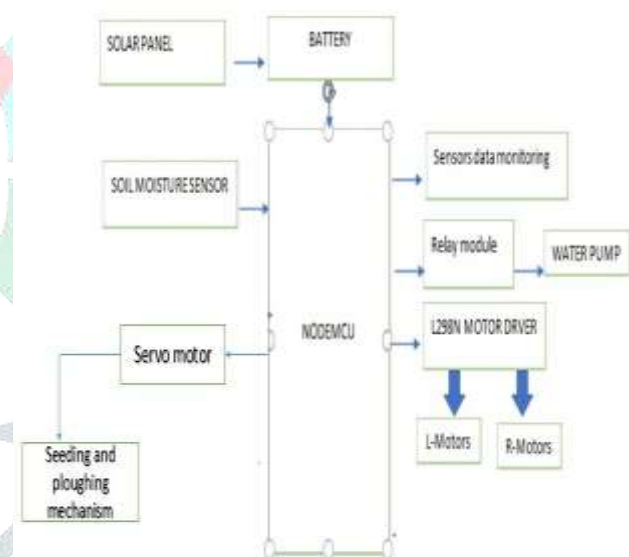 SOLAR PANEL
BATTERY
SOIL MOISTURE SENSOR
Sensors data monitoring
Relay module
WATER PUMP
NODEMCU
L298N MOTOR DRVER
Servo motor
L-Motors
R-Motors
Seeding and
ploughing
mechanism